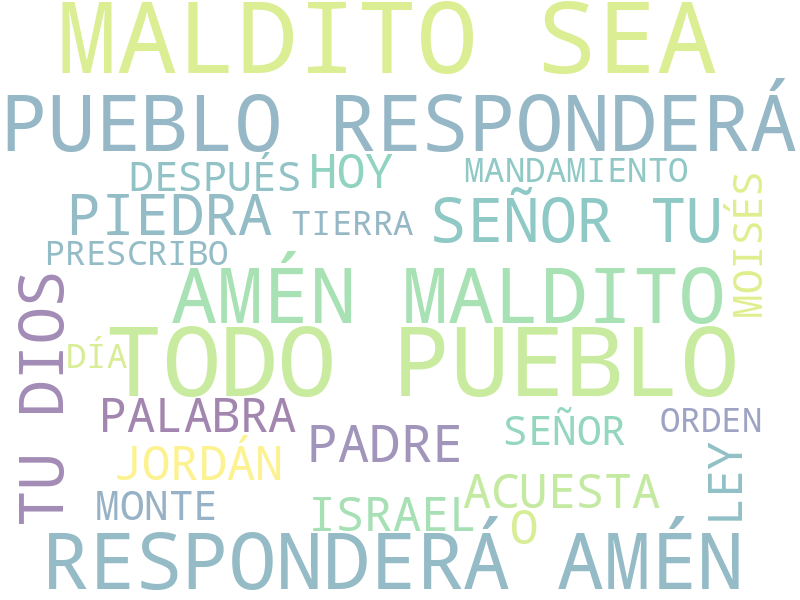 MALDITO SEA
PUEBLO RESPONDERÁ
DESPUÉS
HOY
MANDAMIENTO
PIEDRA
TIERRA
SEÑOR TU
MOISÉS
PRESCRIBO
AMÉN MALDITO
TU DIOS
DÍA
TODO PUEBLO
PALABRA
PADRE
SEÑOR
ORDEN
JORDÁN
LEY
MONTE
ISRAEL
ACUESTA
O
RESPONDERÁ AMÉN